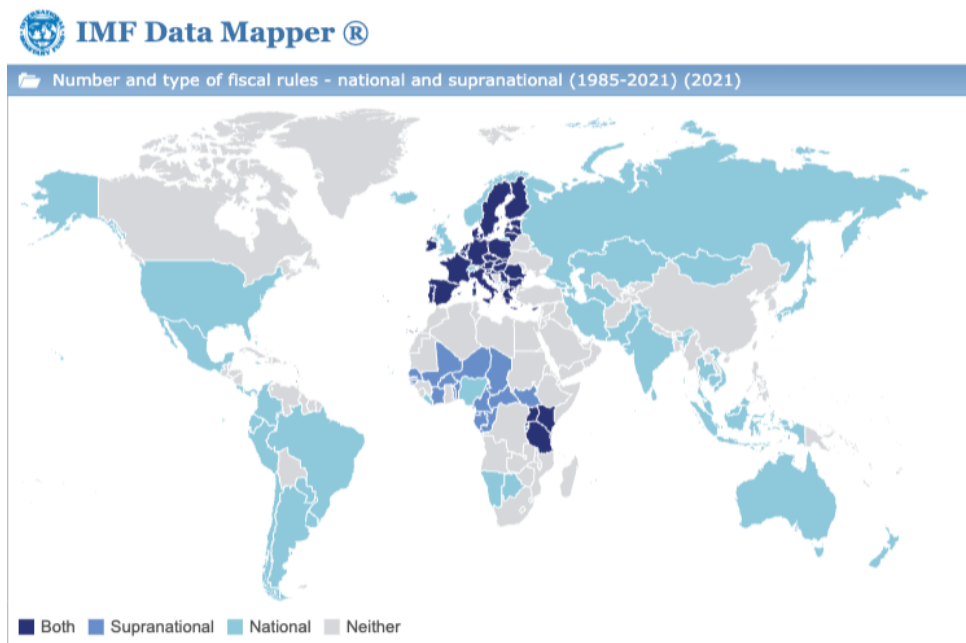 IMF Data Mapper ®
Number and type of fiscal rules - national and supranational (1985-2021) (2021)
Both Supranational National Neither